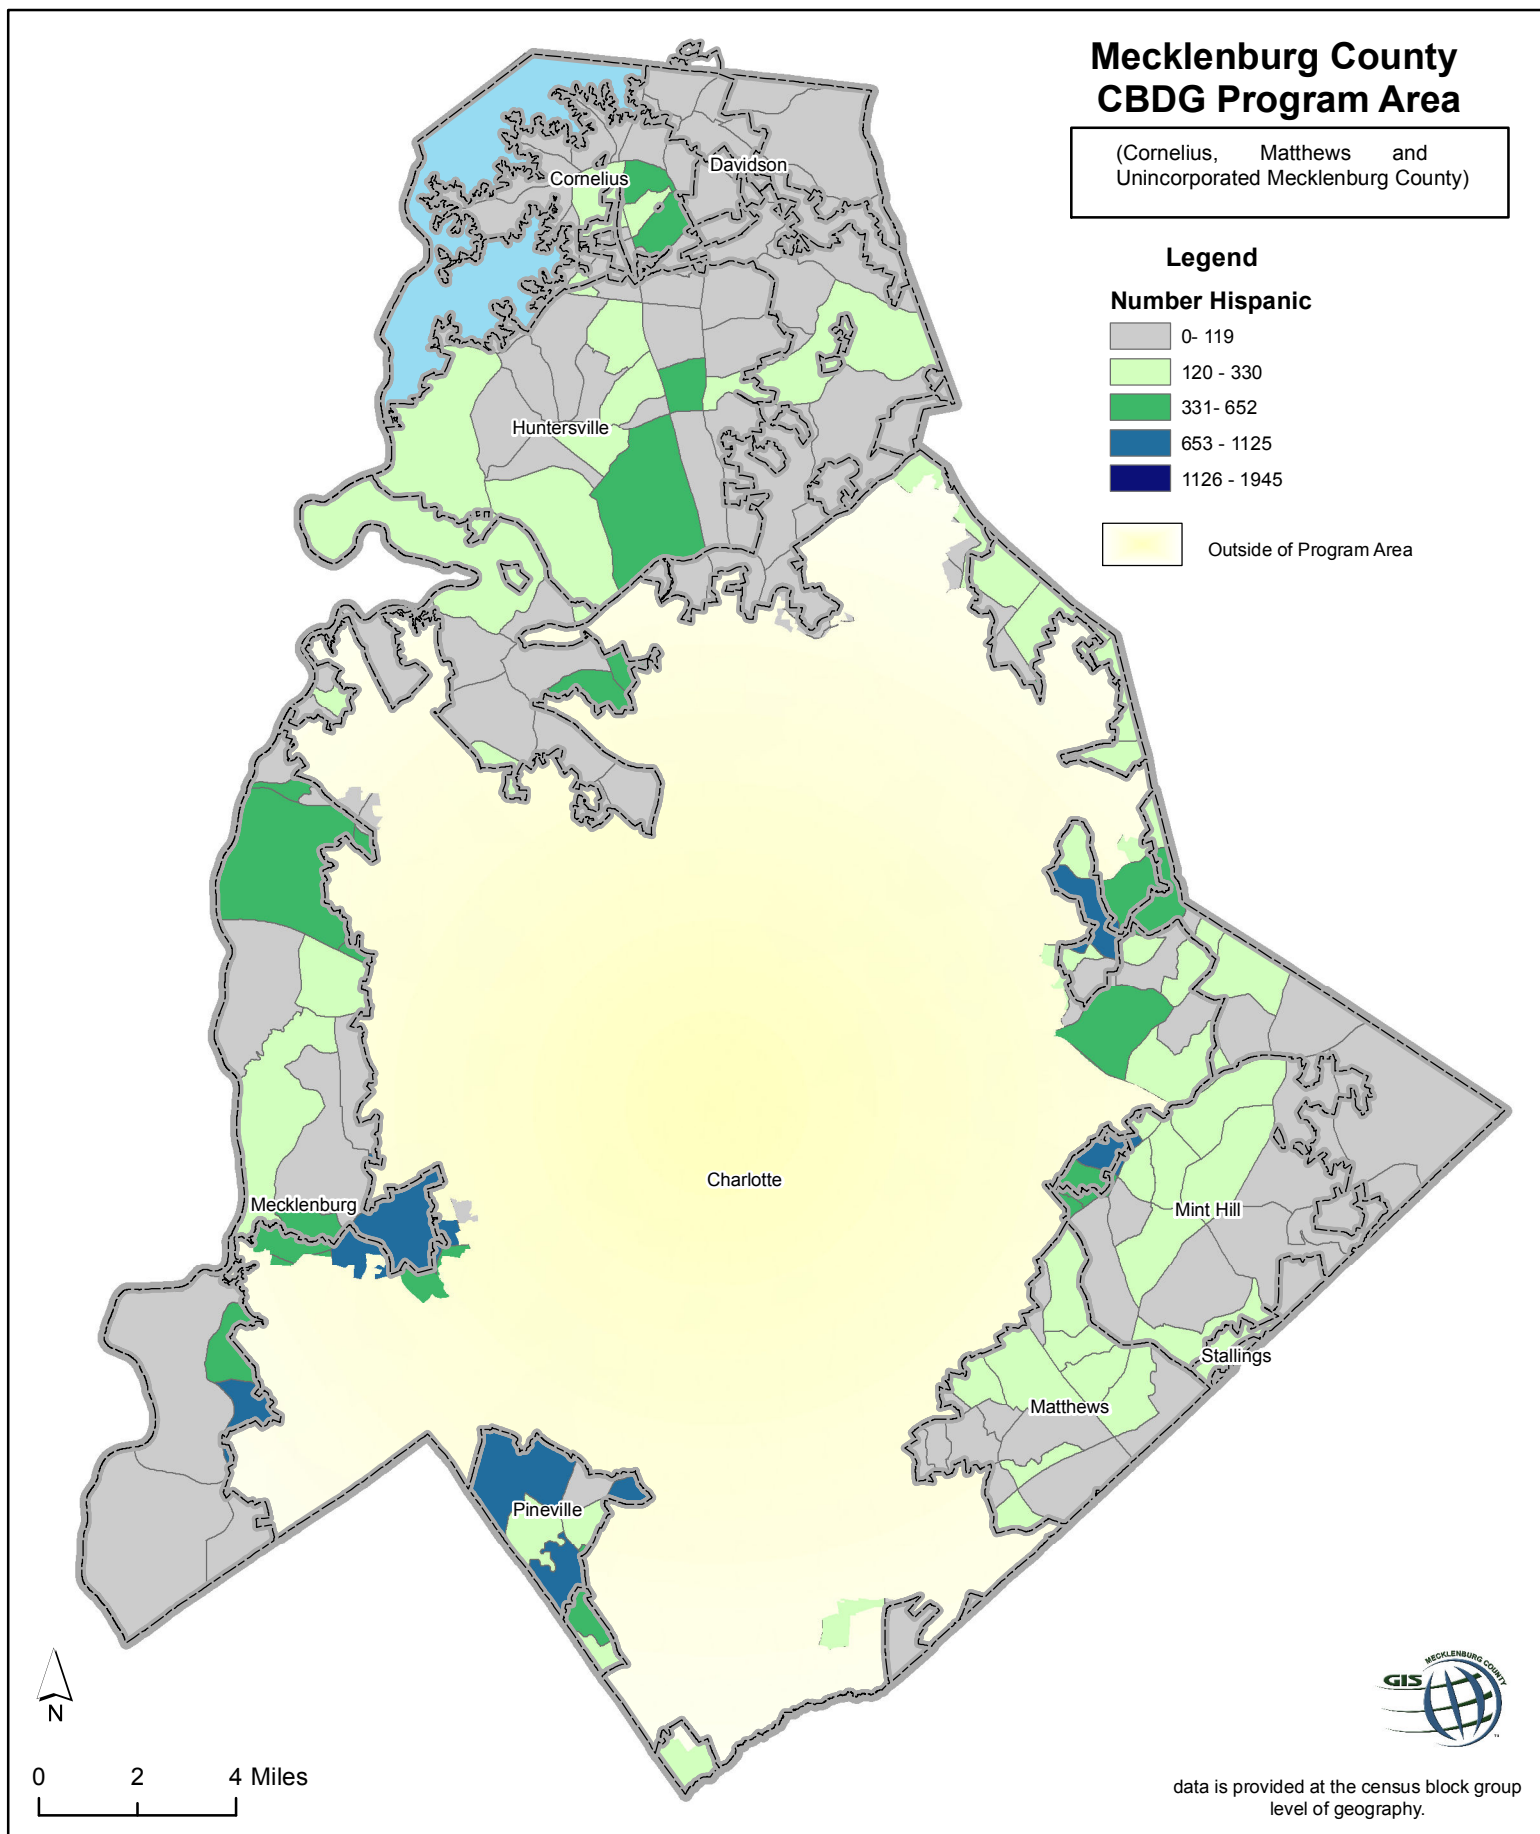 Mecklenburg County
CBDG Program Area
(Cornelius, Matthews and
Unincorporated Mecklenburg County)
Legend
Number Hispanic
0- 119
120 - 330
331- 652
653 - 1125
1126 - 1945
Outside of Program Area
Davidson
Cornelius
Huntersville
Charlotte
Mecklenburg
Mint Hill
Stallings
Matthews
Pineville
N
0 2 4 Miles
MECKLENBURG COUNTY
GIS
data is provided at the census block group
level of geography.